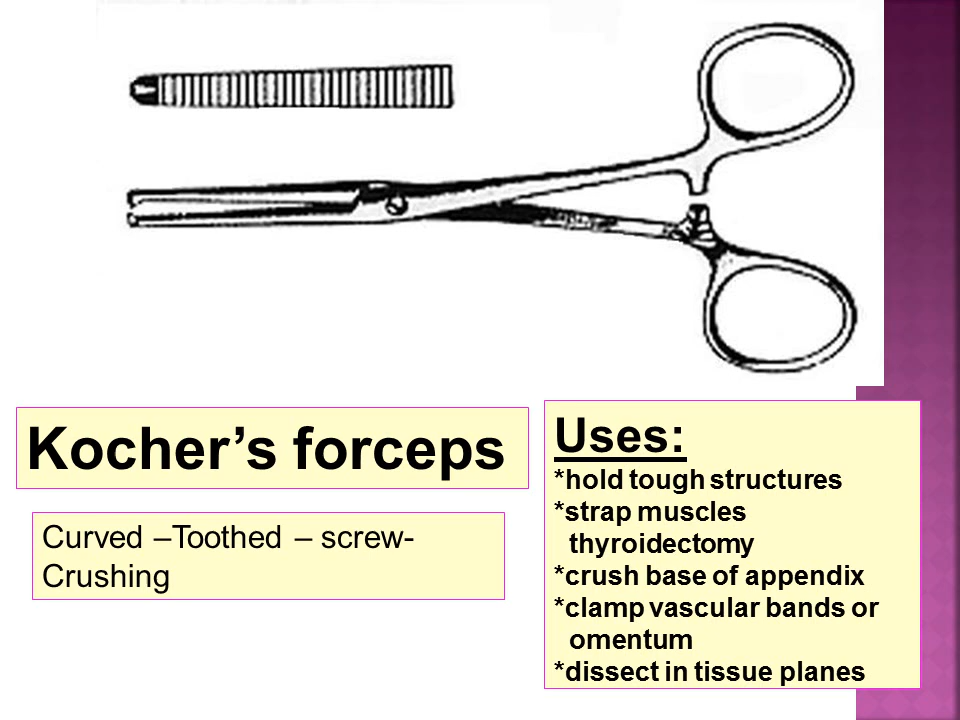 Kocher’s forceps
Curved –Toothed – screw-
Crushing
Uses:
*hold tough structures
*strap muscles
thyroidectomy
*crush base of appendix
*clamp vascular bands or
omentum
*dissect in tissue planes